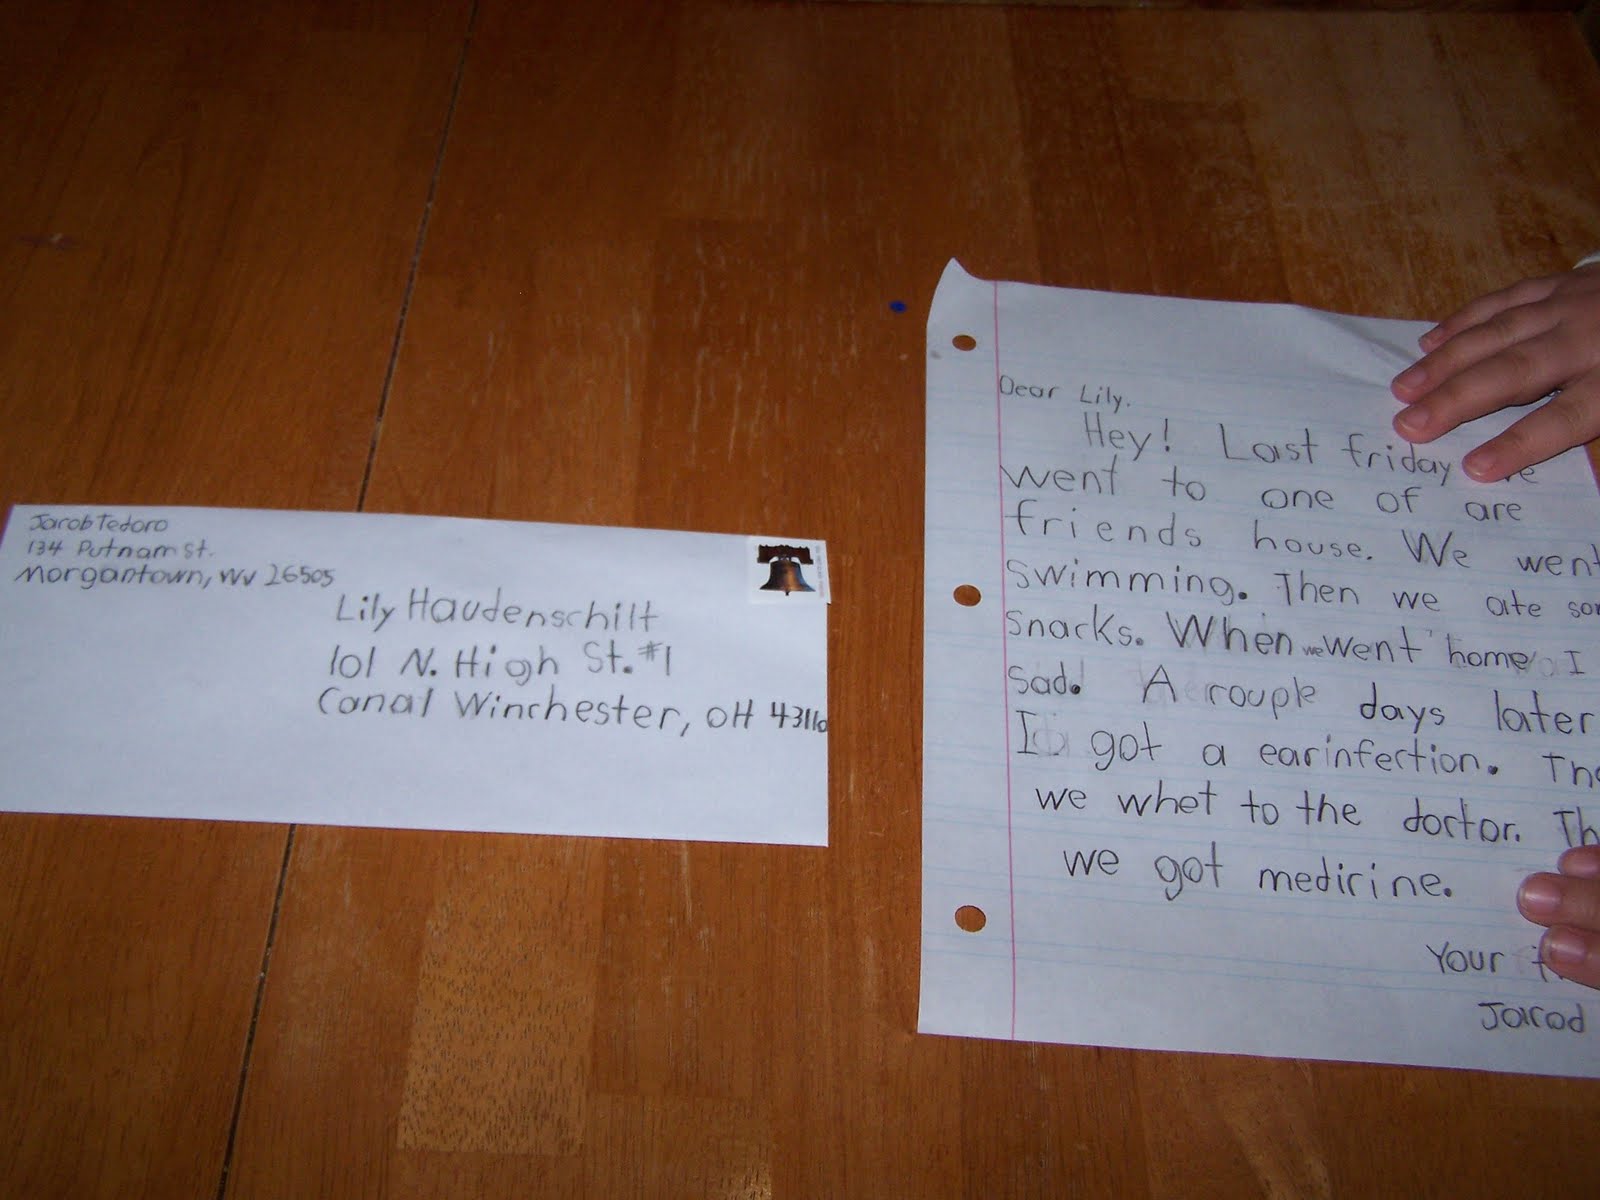 Jacob Tedoro
134 Putnam St.
Morgantown, WV 26505
Lily Haudenschilt
101 N. High St. #1
Canal Winchester, OH 43110
Dear Lily.
Hey! Last friday
went to one of are
friends house. We went
swimming. Then we ate
snacks. When we went home I
sad. A couple days later
I got a earinfection.
we whet to the doctor.
we got medicine.
Your
Jacod